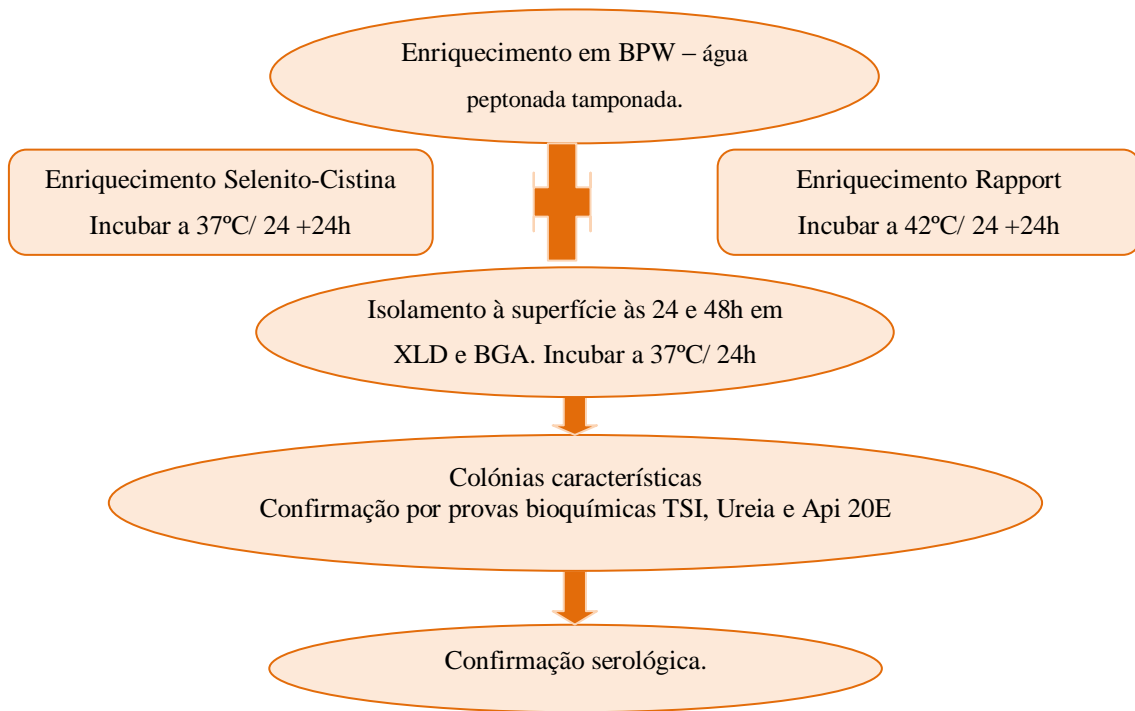 Enriquecimento em BPW – água
peptonada tamponada.
Enriquecimento Selenito-Cistina
Incubar a 37ºC/ 24 +24h
Enriquecimento Rapport
Incubar a 42ºC/ 24 +24h
Isolamento à superfície às 24 e 48h em
XLD e BGA. Incubar a 37ºC/ 24h
Colónias características
Confirmação por provas bioquímicas TSI, Ureia e Api 20E
Confirmação serológica.